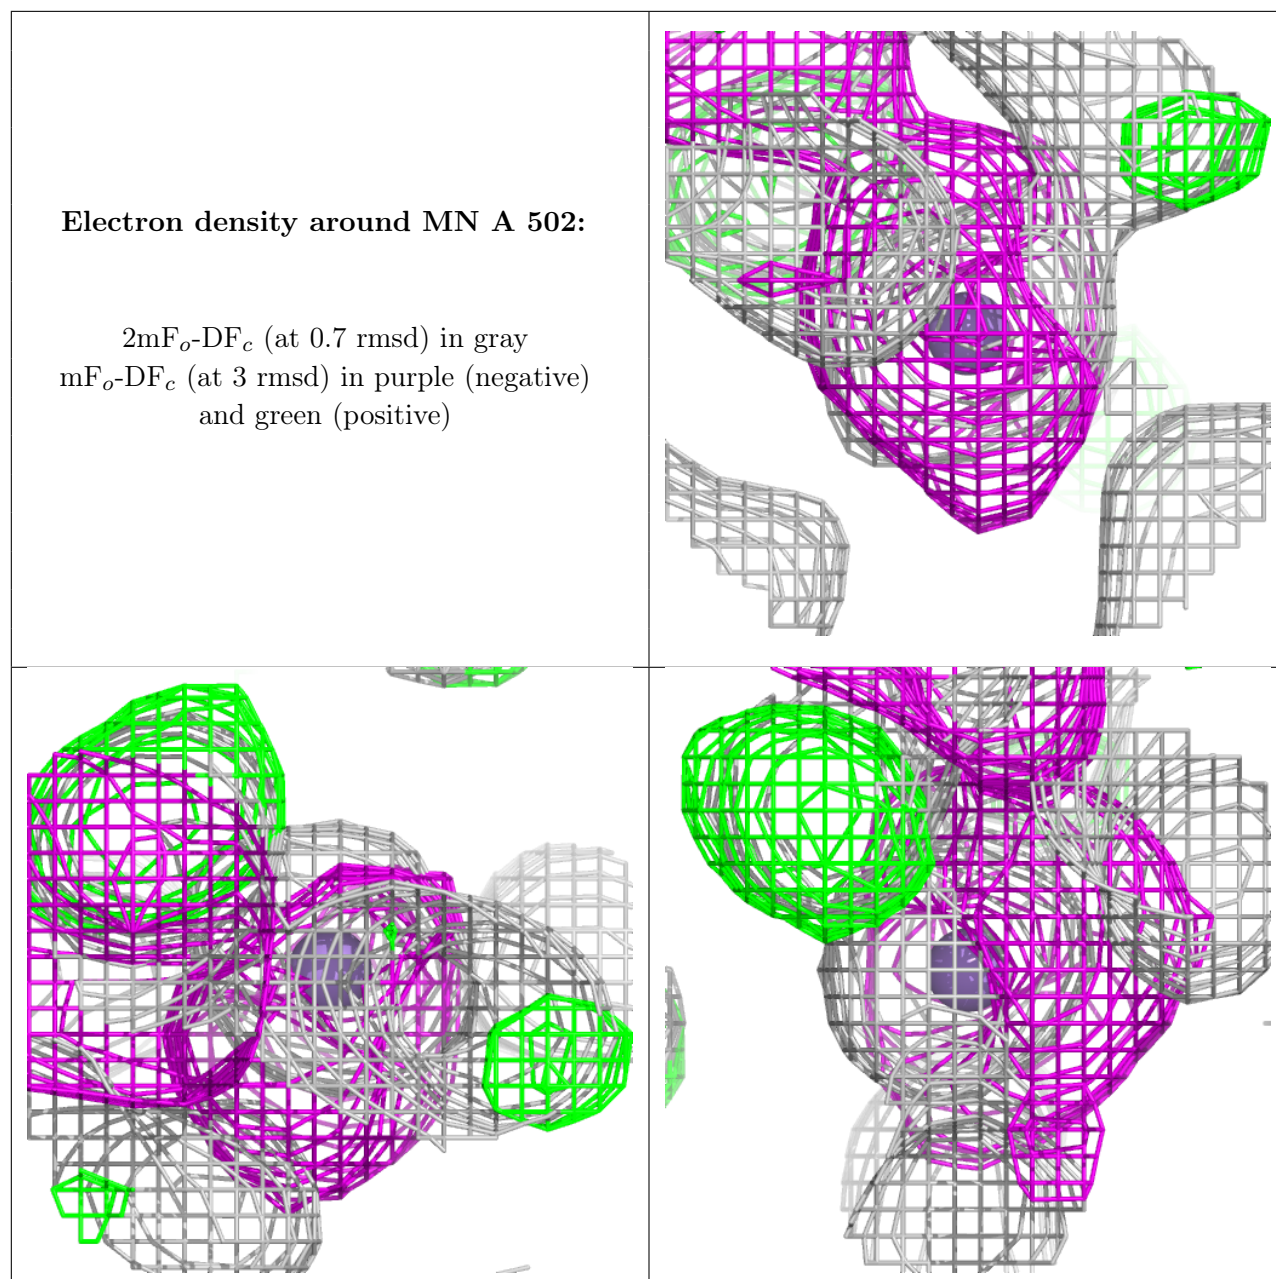 Electron density around MN A 502:
2mFo-DFc (at 0.7 rmsd) in gray
mFo-DFc (at 3 rmsd) in purple (negative)
and green (positive)